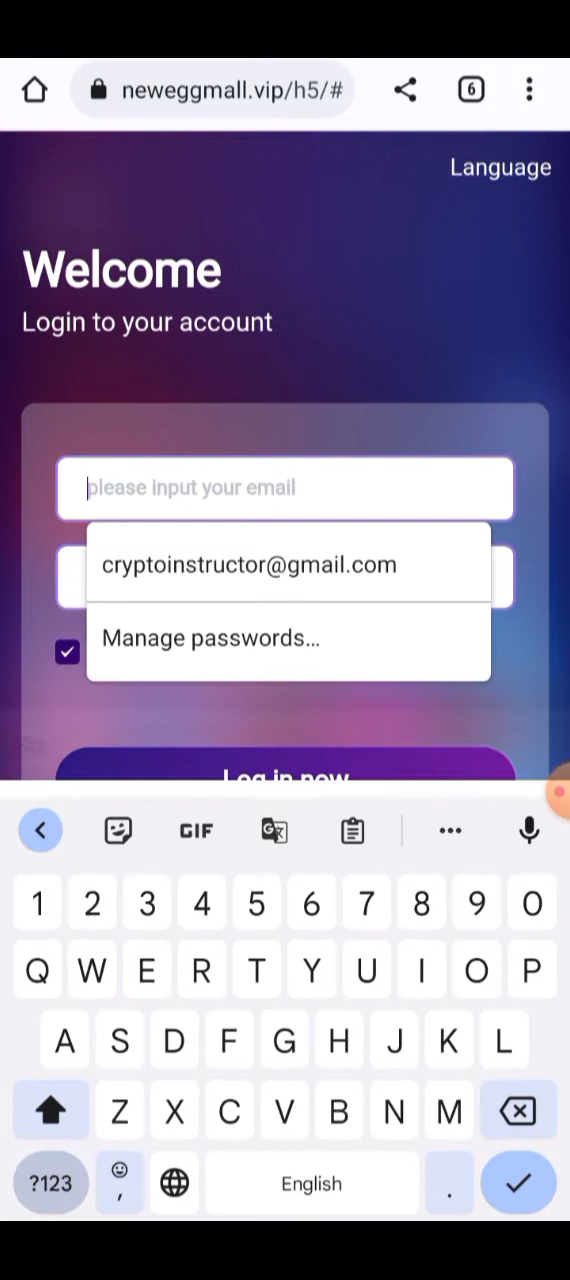 neweggmall.vip/h5/#
6
Language
Welcome
Login to your account
please input your email
cryptoinstructor@gmail.com
Manage passwords...
Log in now
GIF
1 2 3 4 5 6 7 8 9 0
Q W E R T Y U I O P
A S D F G H J K L
Z X C V B N M
?123 , English .